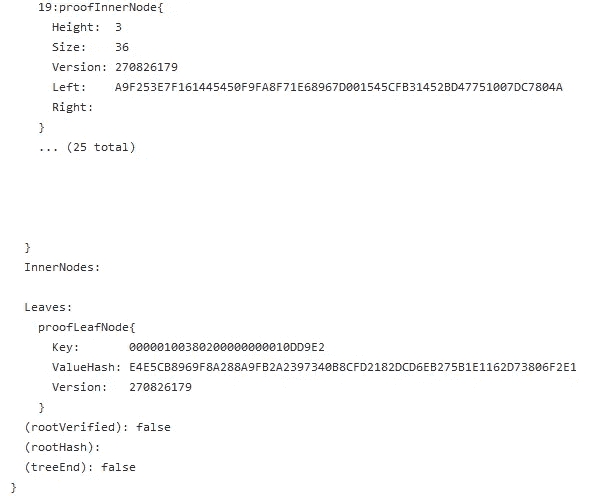 19:proofInnerNode{
Height:  3
Size:    36
Version: 270826179
Left:    A9F253E7F161445450F9FA8F71E68967D001545CFB31452BD47751007DC7804A
Right:
}
... (25 total)
}
InnerNodes:
Leaves:
proofLeafNode{
Key:       00000100380200000000010DD9E2
ValueHash: E4E5CB8969F8A288A9FB2A2397340B8CFD2182DCD6EB275B1E1162D73806F2E1
Version:   270826179
}
(rootVerified): false
(rootHash):
(treeEnd): false
}